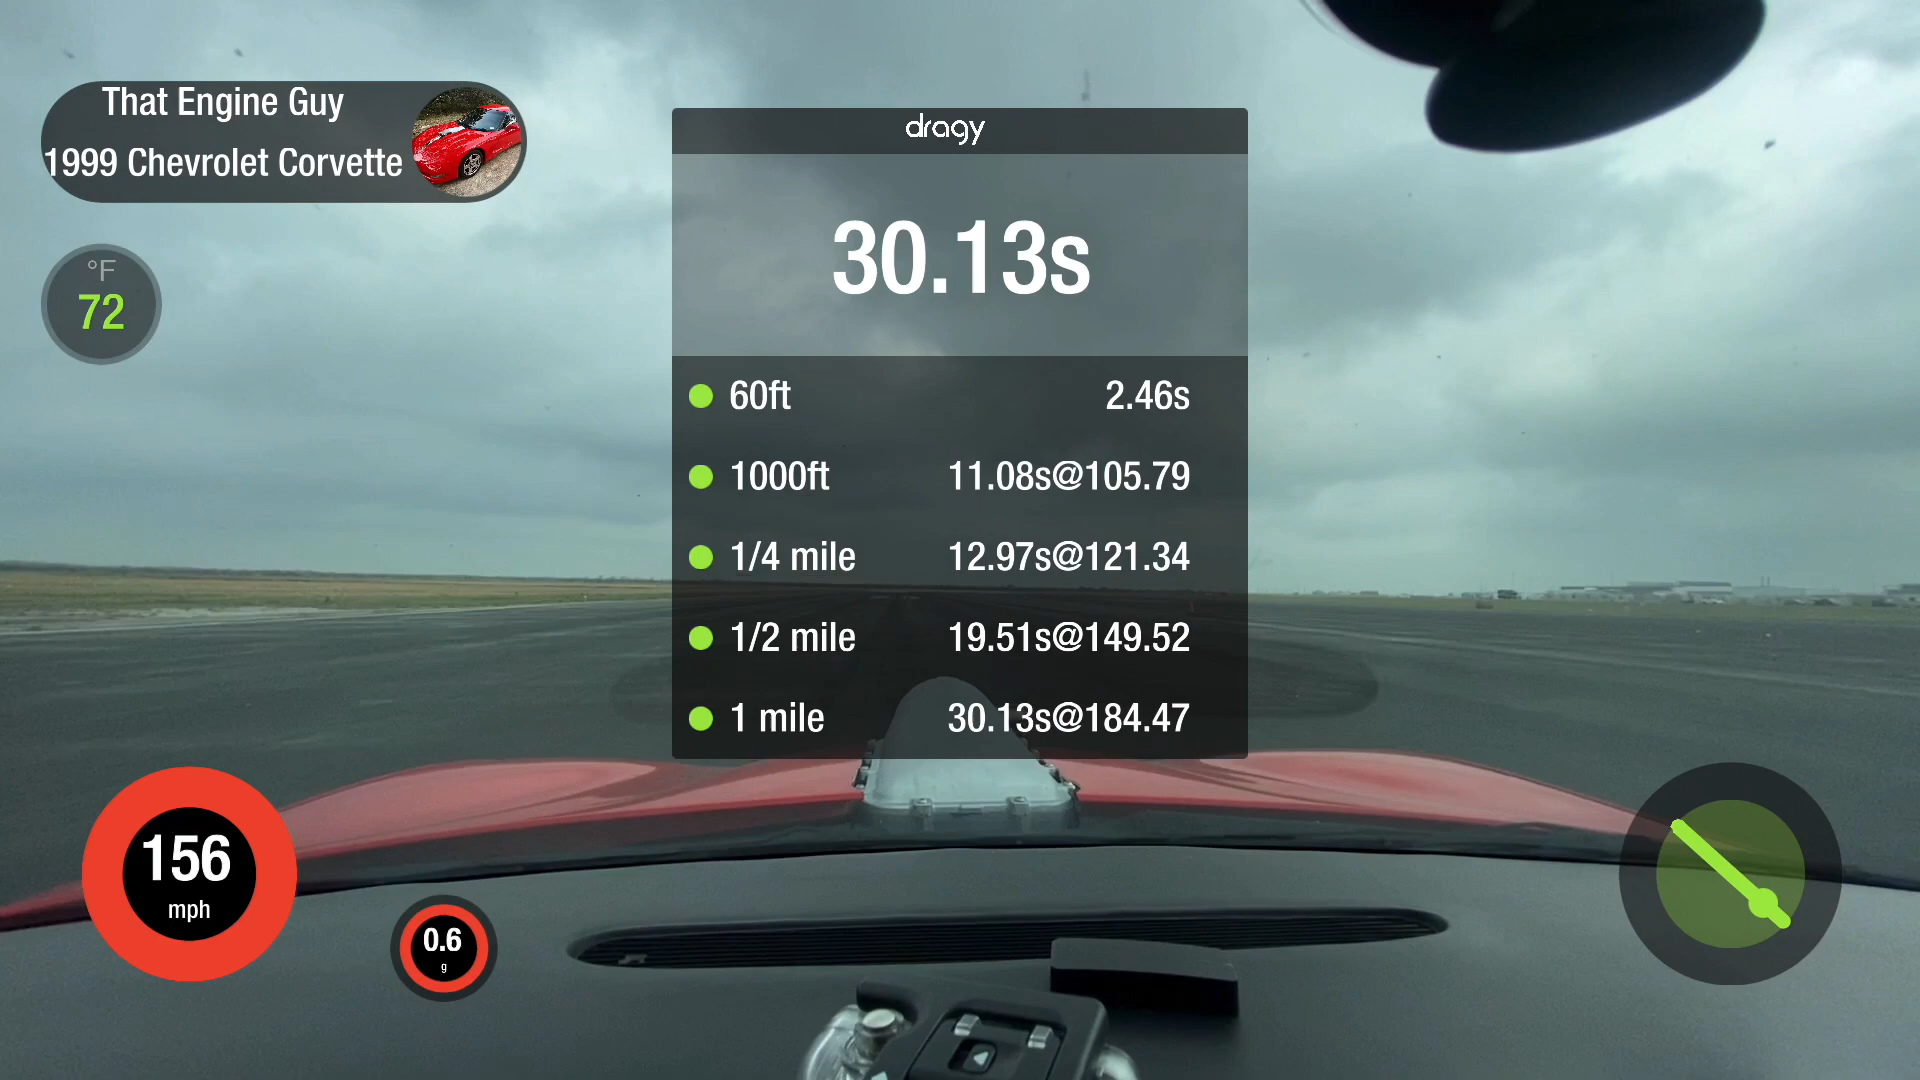 That Engine Guy
1999 Chevrolet Corvette
°F
72
dragy
30.13s
60ft 2.46s
1000ft 11.08s@105.79
1/4 mile 12.97s@121.34
1/2 mile 19.51s@149.52
1 mile 30.13s@184.47
156
mph
0.6
g